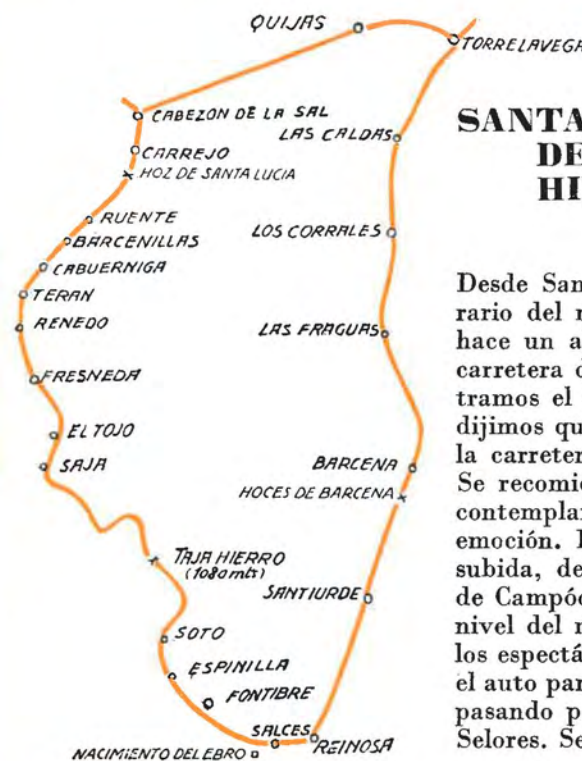 QUIJAS
TORRELAVEGA
CABEZON DE LA SAL
LAS CALDAS
CARREJO
HOZ DE SANTA LUCIA
RUENTE
LOS CORRALES
BARCENILLAS
CABUERNIGA
TERAN
RENEDO
LAS FRAGUAS
FRESNEDA
EL TOJO
SAJA
BARCENA
HOCES DE BARCENA
TAJA HIERRO
(1080 mts)
SANTIURDE
SOTO
ESPINILLA
FONTIBRE
SALCES
REINOSA
NACIMIENTO DEL EBRO
SANTA
DE
HI
Desde San
rario del r
hace un a
carretera d
tramos el
dijimos qu
la carreter
Se recomie
contemplar
emoción.
subida, de
de Campóo
nivel del r
los espectá
el auto par
pasando p
Selores. Se